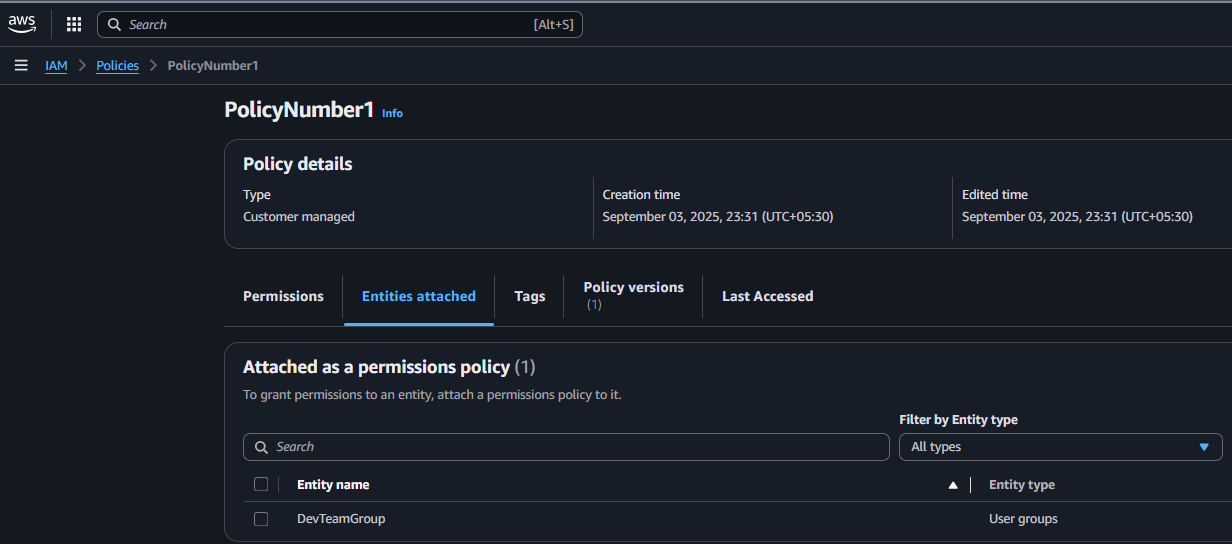 aws Search [Alt+S]
IAM > Policies > PolicyNumber1
PolicyNumber1 Info
Policy details
Type
Customer managed
Creation time
September 03, 2025, 23:31 (UTC+05:30)
Edited time
September 03, 2025, 23:31 (UTC+05:30)
Permissions
Entities attached
Tags
Policy versions
(1)
Last Accessed
Attached as a permissions policy (1)
To grant permissions to an entity, attach a permissions policy to it.
Filter by Entity type
Search
All types
Entity name
Entity type
DevTeamGroup
User groups